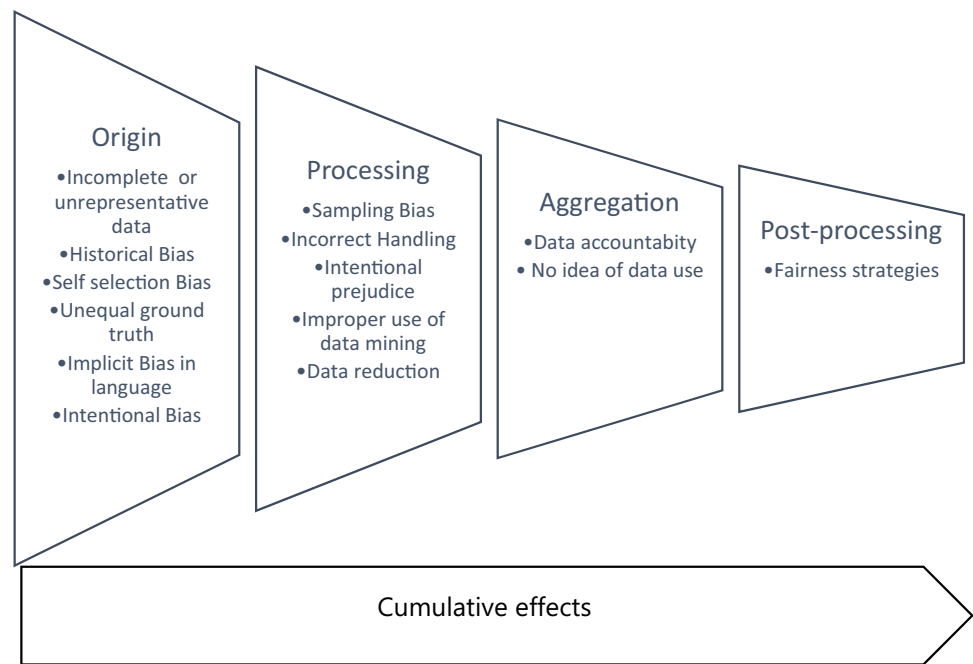 Origin
•Incomplete or
unrepresentative
data
•Historical Bias
•Self selection Bias
•Unequal ground
truth
•Implicit Bias in
language
•Intentional Bias
Processing
•Sampling Bias
•Incorrect Handling
•Intentional
prejudice
•Improper use of
data mining
•Data reduction
Aggregation
•Data accountabity
• No idea of data use
Post-processing
•Fairness strategies
Cumulative effects